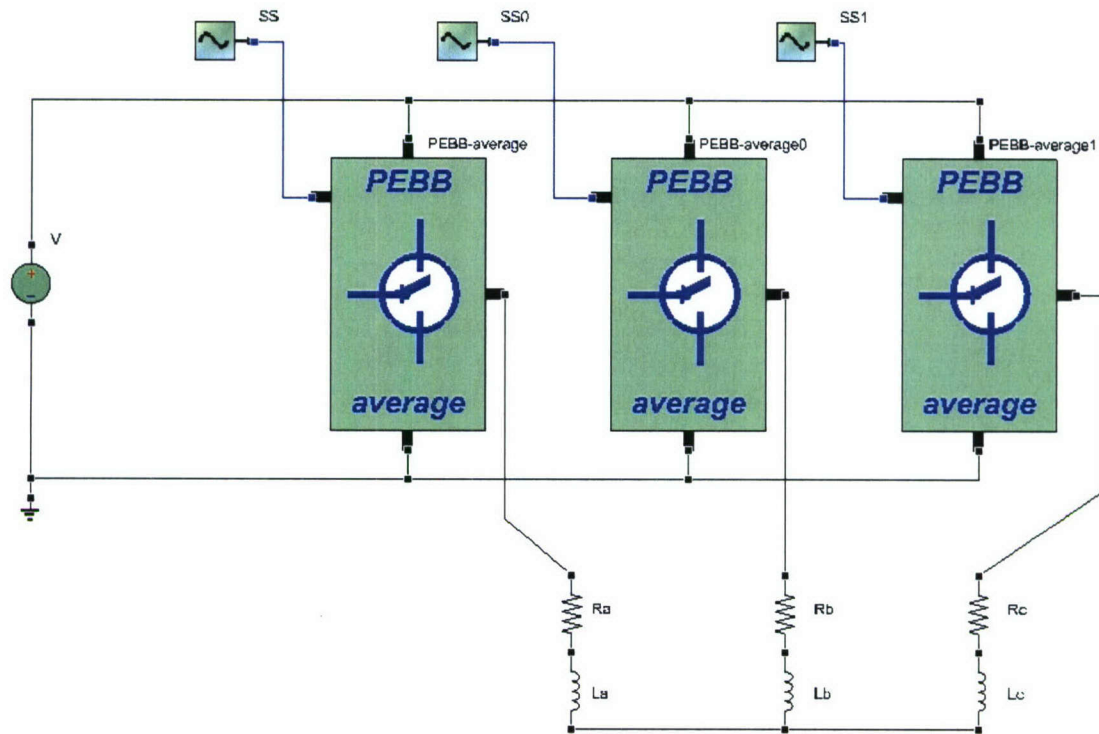 SS
SS0
SS1
PEBB-average
PEBB-average0
PEBB-average1
PEBB
PEBB
PEBB
V
average
average
average
Ra
Rb
Rc
La
Lb
Lc